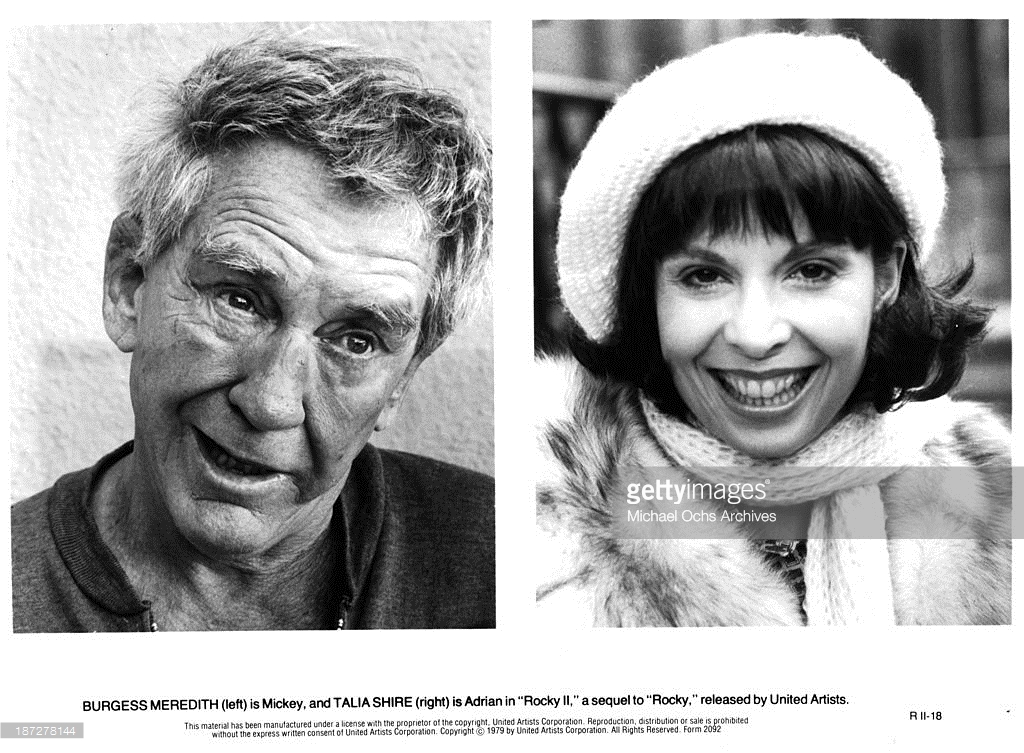 gettyimages®
Michael Ochs Archives
BURGESS MEREDITH (left) is Mickey, and TALIA SHIRE (right) is Adrian in "Rocky II," a sequel to "Rocky," released by United Artists.
R II-18
This material has been manufactured under a license with the proprietor of the copyright, United Artists Corporation. Reproduction, distribution or sale is prohibited
without the express written consent of United Artists Corporation. Copyright © 1979 by United Artists Corporation. All Rights Reserved. Form 2092
187278144